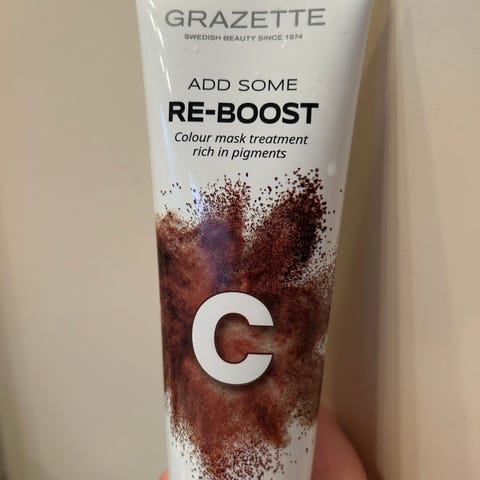 GRAZETTE
SWEDISH BEAUTY SINCE 1974
ADD SOME
RE-BOOST
Colour mask treatment
rich in pigments
C